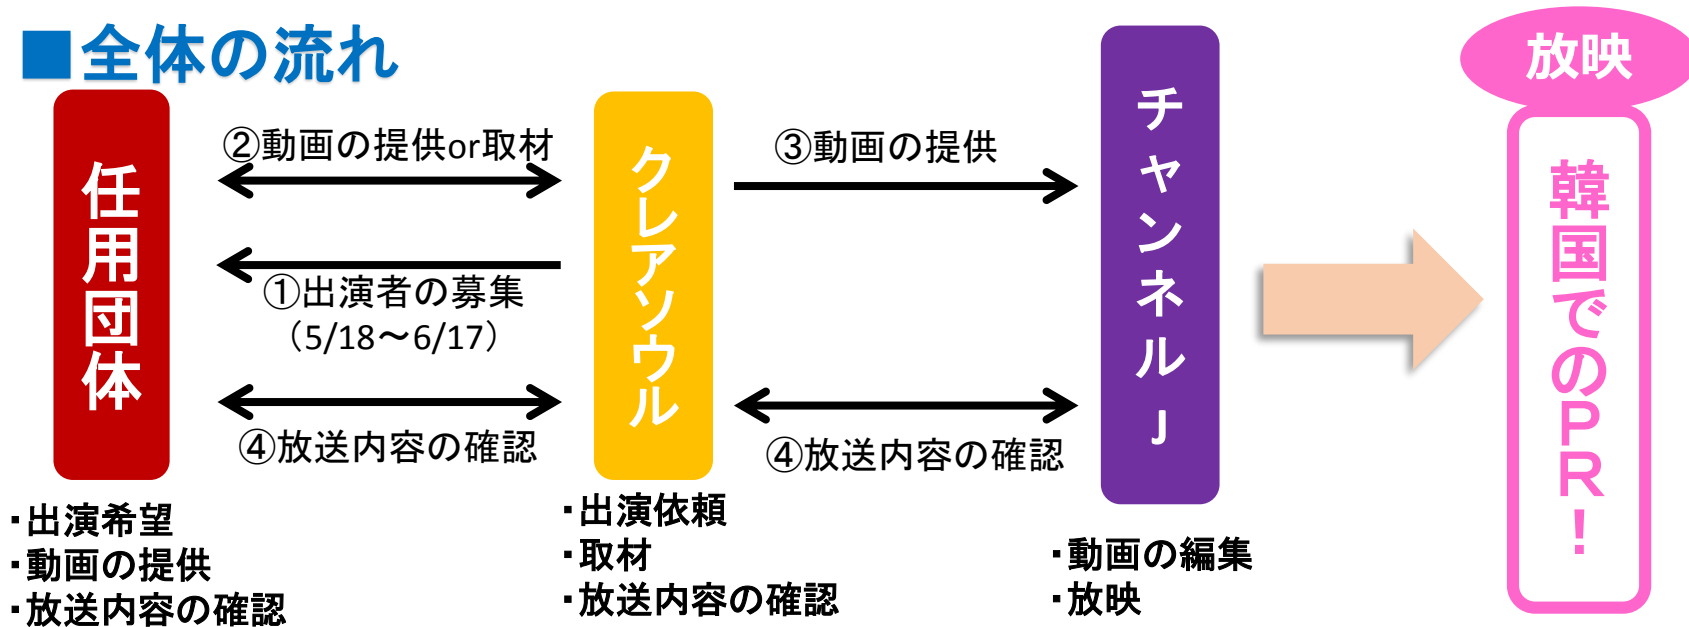 ■全体の流れ
任用団体
②動画の提供or取材
①出演者の募集
（5/18～6/17）
④放送内容の確認
クレアソウル
③動画の提供
④放送内容の確認
チャンネルJ
放映
韓国でのPR！
・出演希望
・動画の提供
・放送内容の確認
・出演依頼
・取材
・放送内容の確認
・動画の編集
・放映